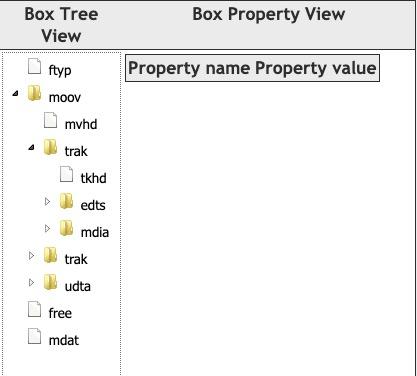 Box Tree
View
Box Property View
Property name Property value
ftyp
moov
mvhd
trak
tkhd
edts
mdia
trak
udta
free
mdat